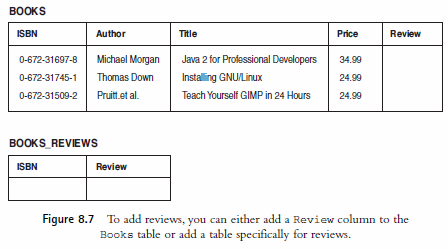 BOOKS
ISBN Author Title Price Review
0-672-31697-8 Michael Morgan Java 2 for Professional Developers 34.99
0-672-31745-1 Thomas Down Installing GNU/Linux 24.99
0-672-31509-2 Pruitt.et al. Teach Yourself GIMP in 24 Hours 24.99
BOOKS_REVIEWS
ISBN Review
Figure 8.7 To add reviews, you can either add a Review column to the
Books table or add a table specifically for reviews.